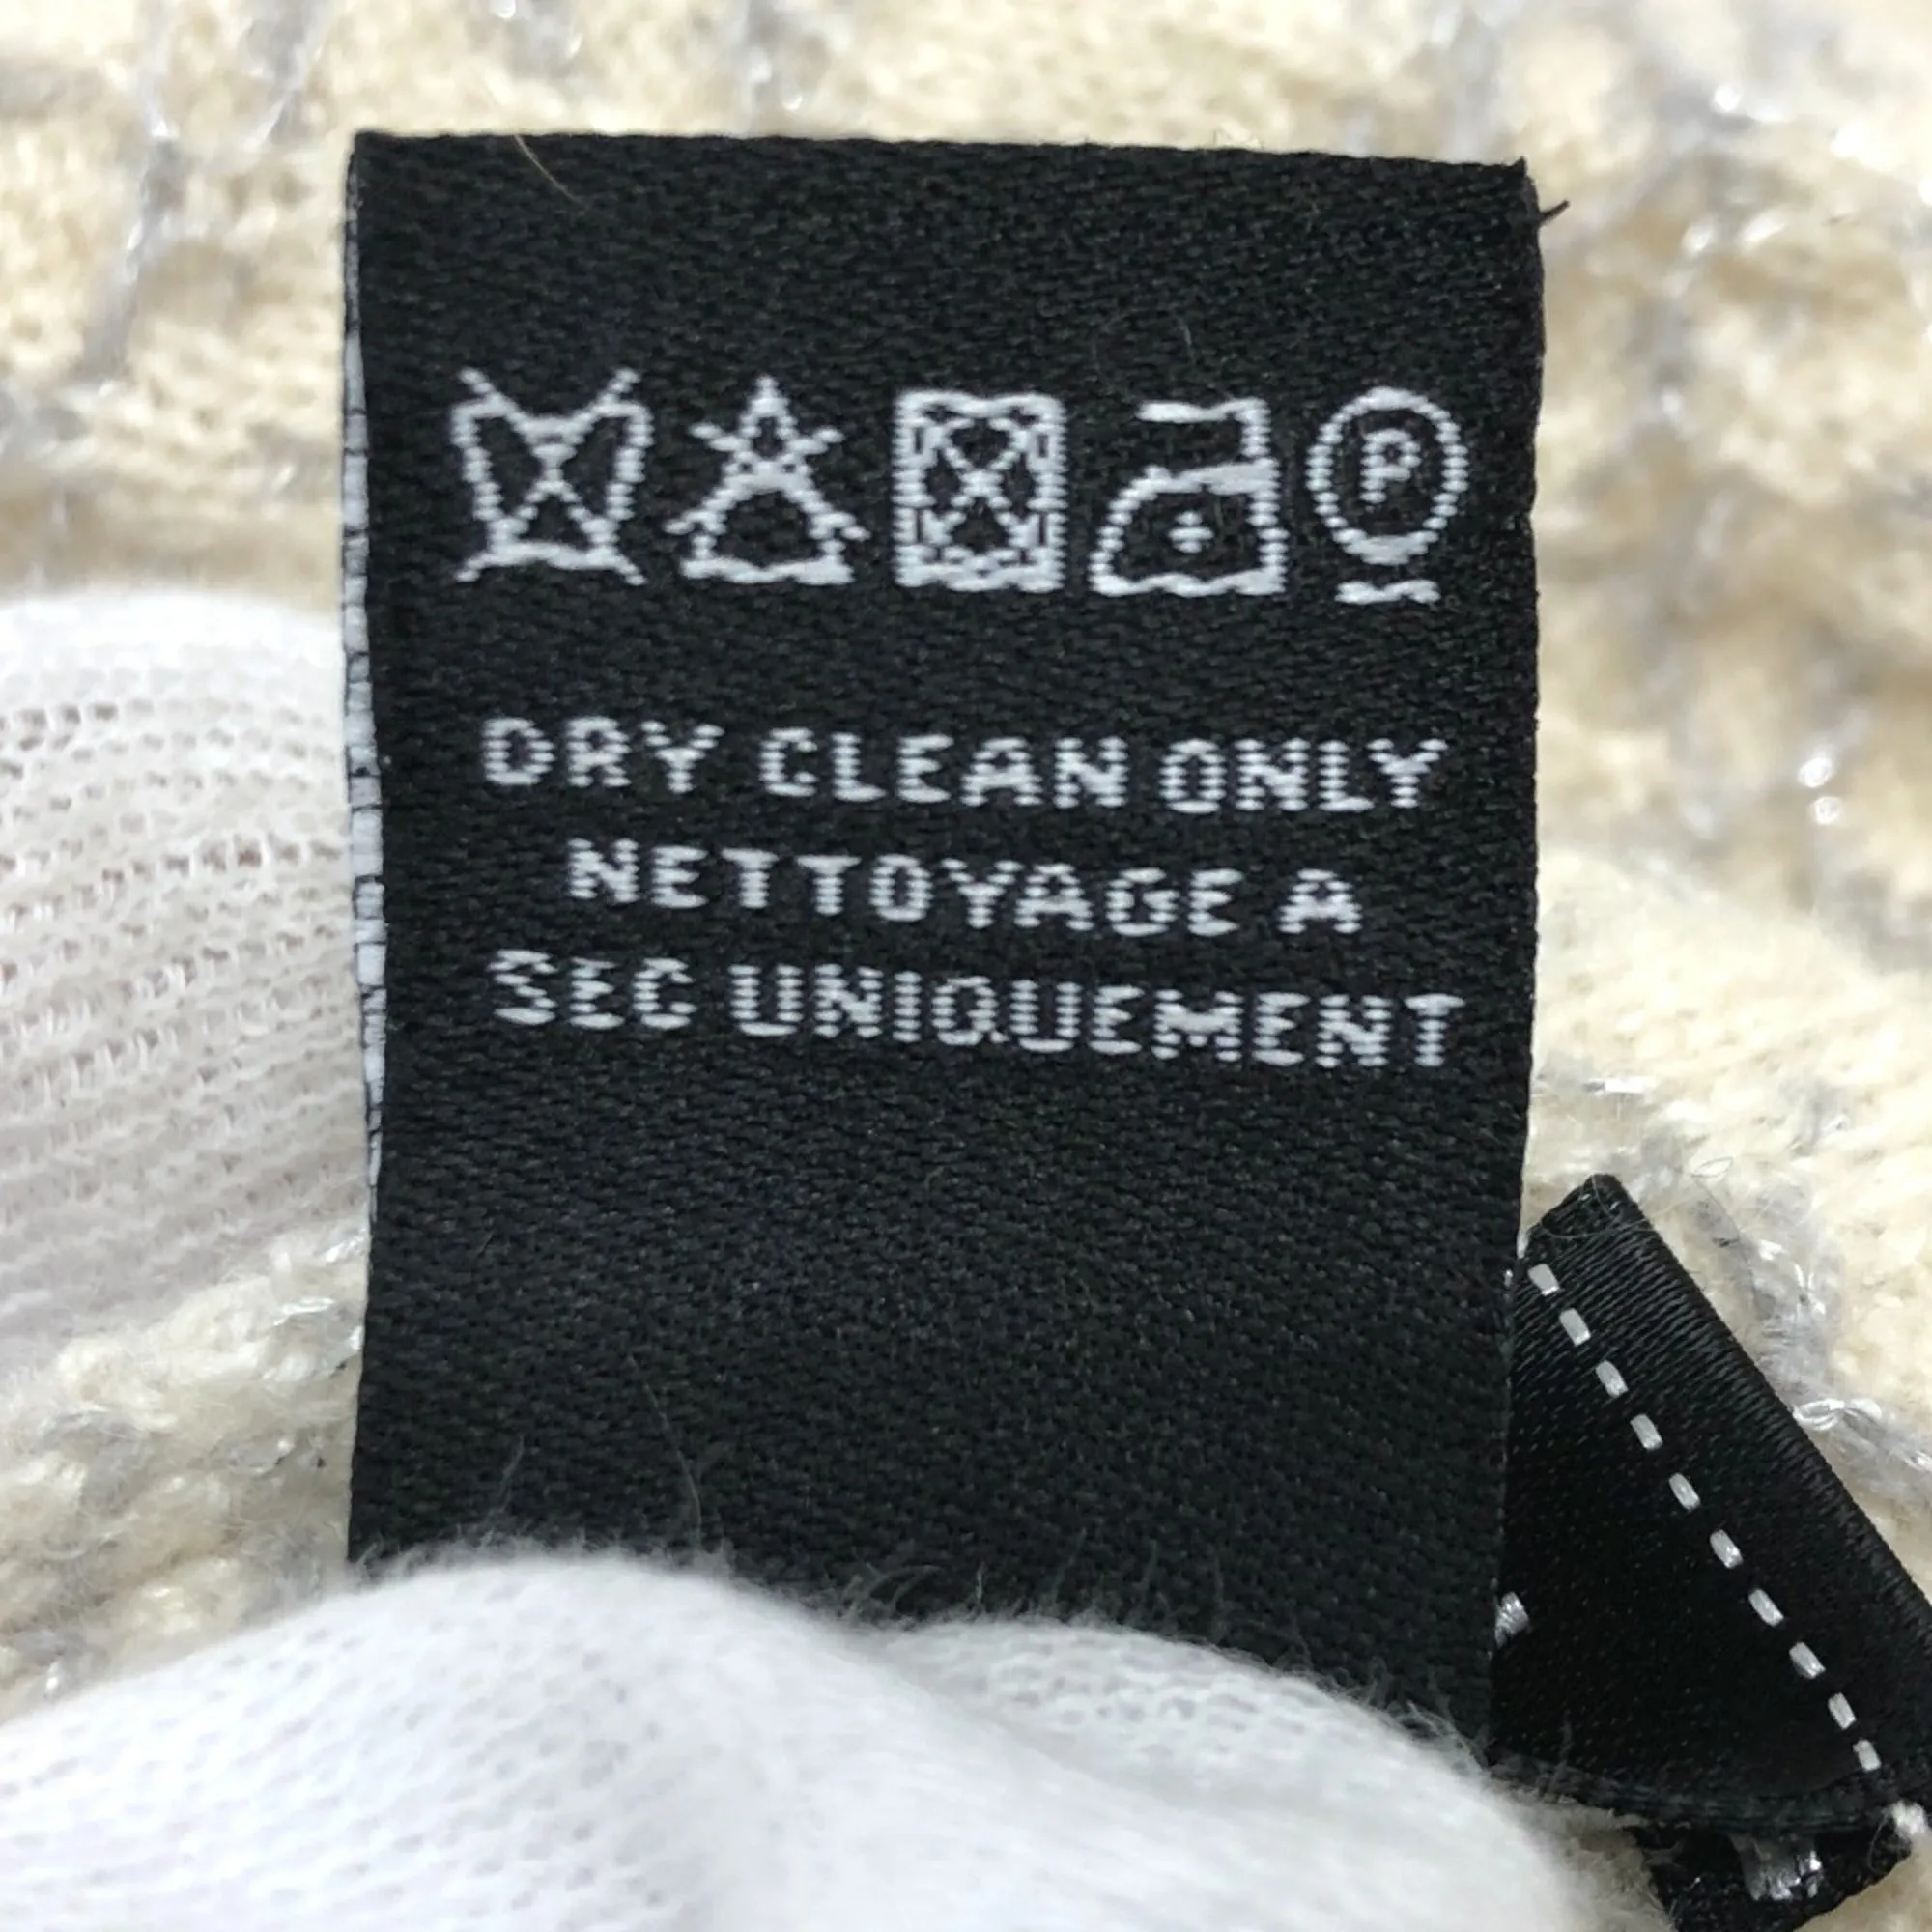 P
DRY CLEAN ONLY
NETTOYAGE A
SEC UNIQUEMENT